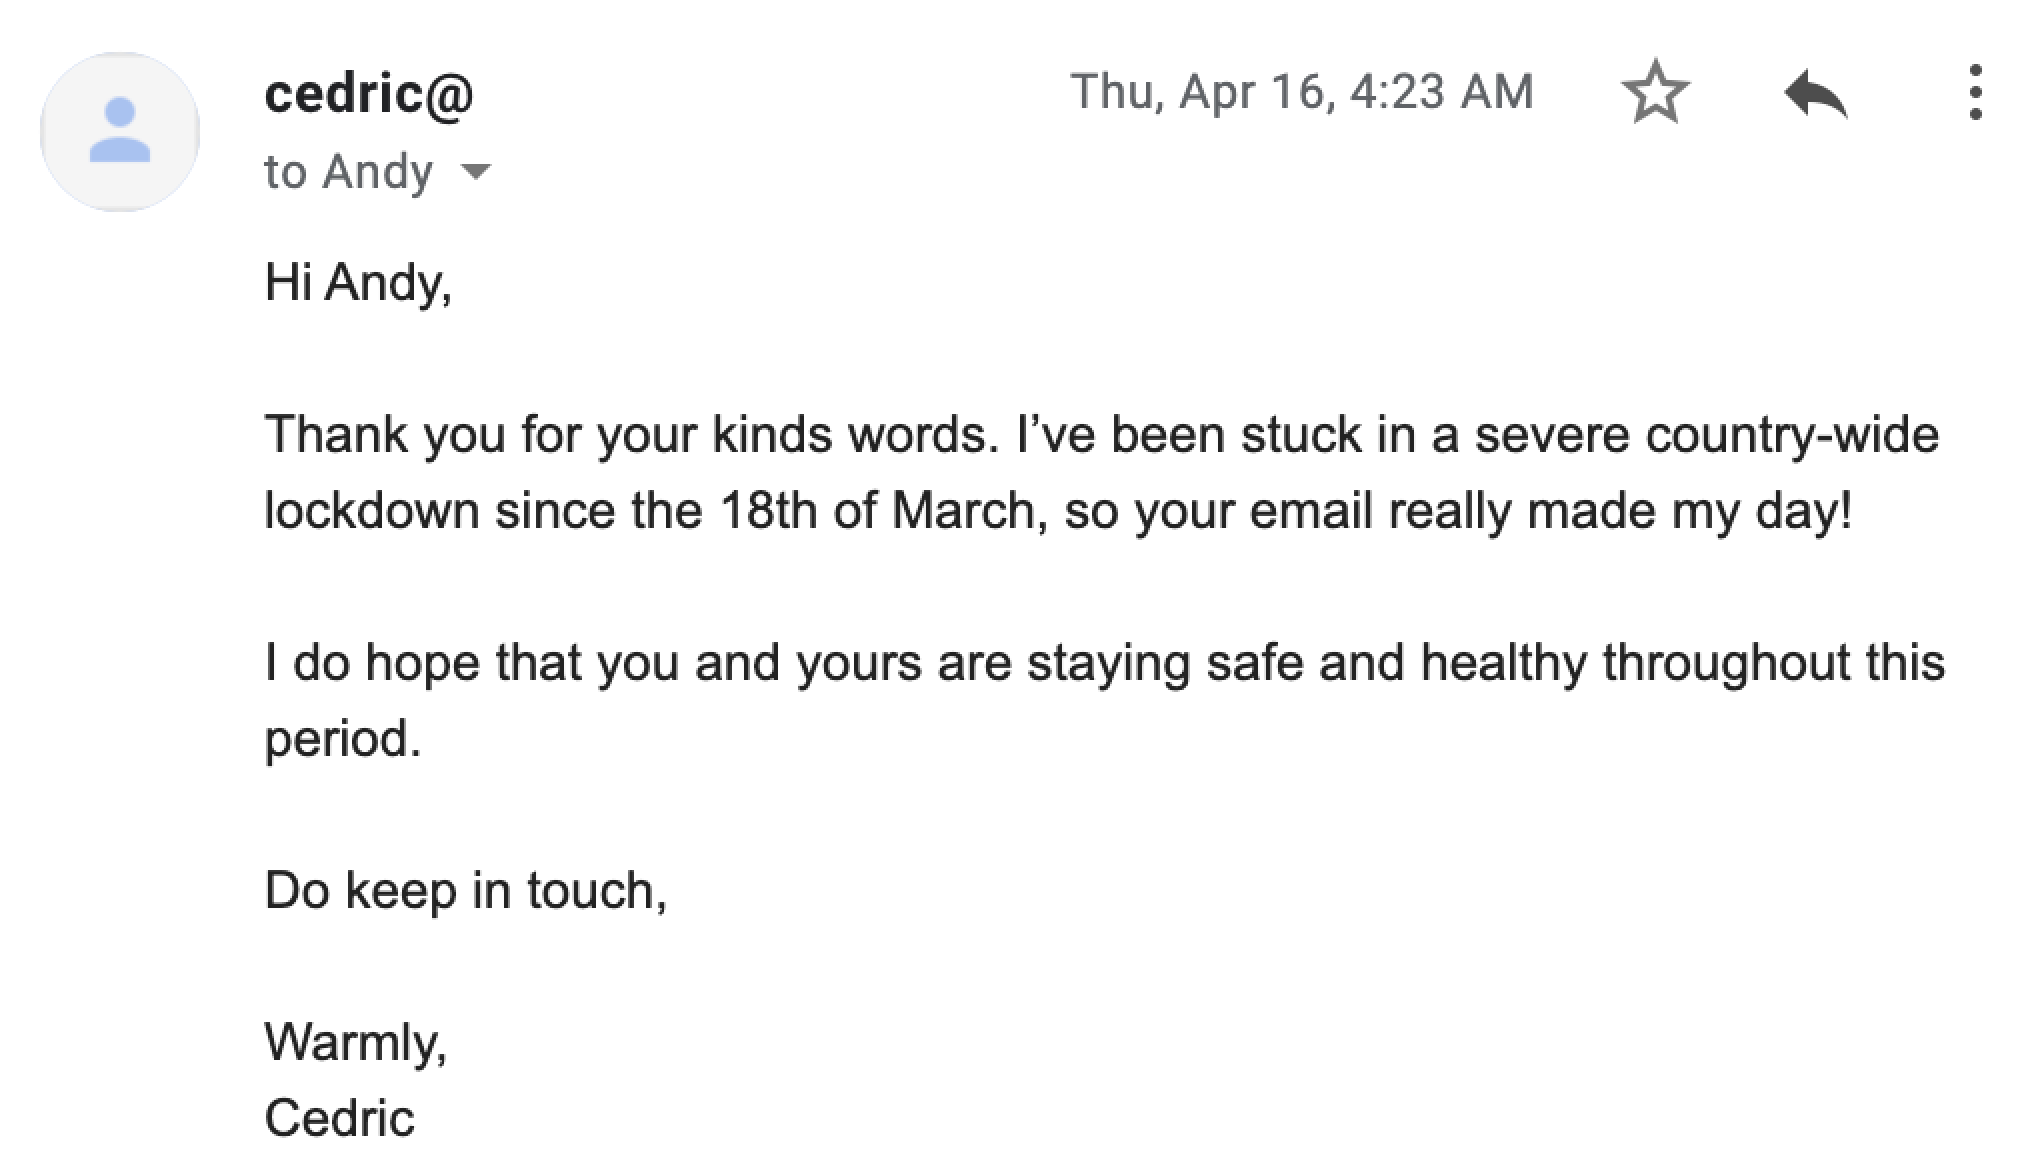 cedric@
Thu, Apr 16, 4:23 AM
to Andy
Hi Andy,
Thank you for your kinds words. I’ve been stuck in a severe country-wide
lockdown since the 18th of March, so your email really made my day!
I do hope that you and yours are staying safe and healthy throughout this
period.
Do keep in touch,
Warmly,
Cedric